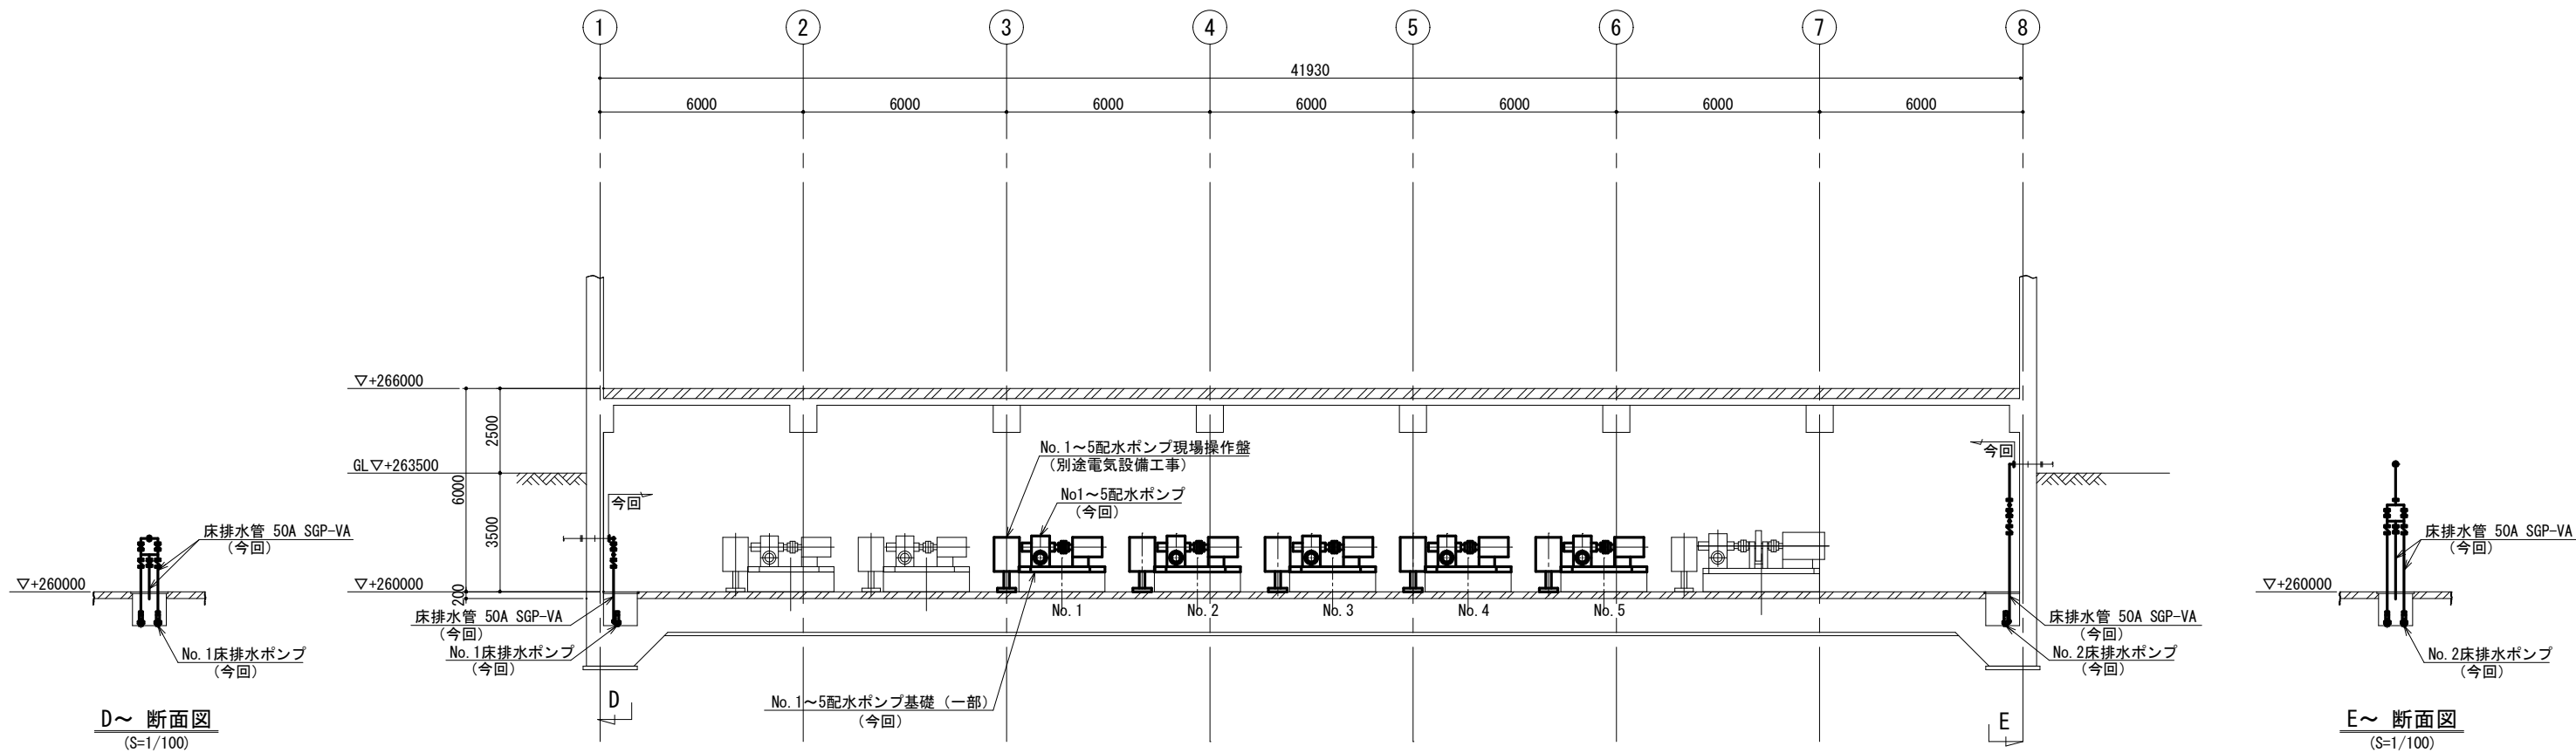 1 2 3 4 5 6 7 8
41930
6000 6000 6000 6000 6000 6000 6000
▽+266000
2500
GL▽+263500
6000
3500
▽+260000
200
今回
No.1～5配水ポンプ現場操作盤
(別途電気設備工事)
No1～5配水ポンプ
(今回)
今回
No.1 No.2 No.3 No.4 No.5
床排水管 50A SGP-VA
(今回)
No.1床排水ポンプ
(今回)
No.1～5配水ポンプ基礎（一部）
(今回)
床排水管 50A SGP-VA
(今回)
No.2床排水ポンプ
(今回)
D
E
床排水管 50A SGP-VA
(今回)
▽+260000
No.1床排水ポンプ
(今回)
D～ 断面図
(S=1/100)
床排水管 50A SGP-VA
(今回)
▽+260000
No.2床排水ポンプ
(今回)
E～ 断面図
(S=1/100)